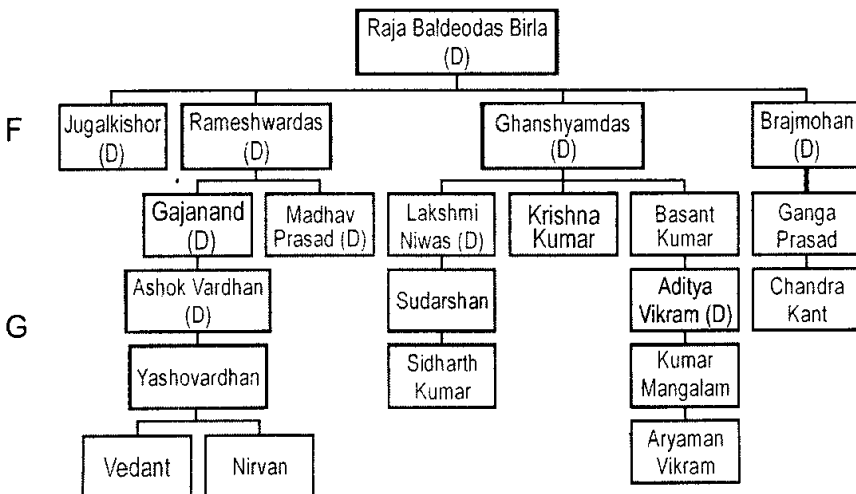 Raja Baldeodas Birla
(D)
F
Jugalkishor
(D)
Rameshwardas
(D)
Ghanshyamdas
(D)
Brajmohan
(D)
Gajanand
(D)
Madhav
Prasad (D)
Lakshmi
Niwas (D)
Krishna
Kumar
Basant
Kumar
Ganga
Prasad
G
Ashok Vardhan
(D)
Sudarshan
Aditya
Vikram (D)
Chandra
Kant
Yashovardhan
Sidharth
Kumar
Kumar
Mangalam
Vedant
Nirvan
Aryaman
Vikram